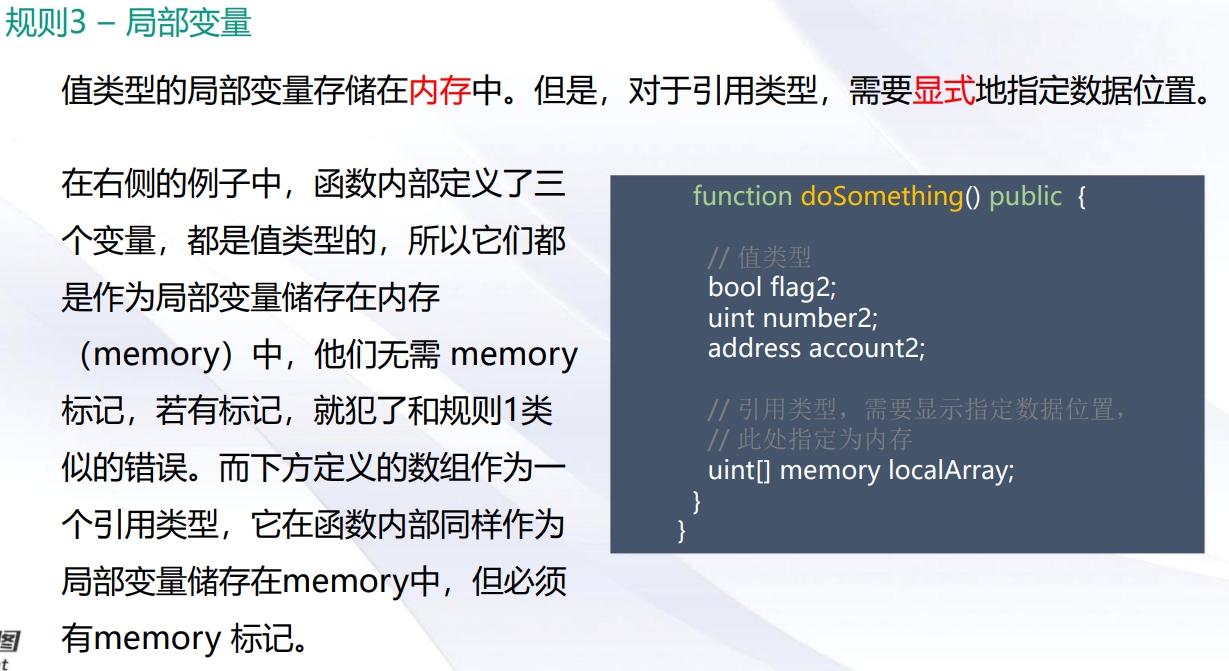 规则3 – 局部变量
值类型的局部变量存储在内存中。但是，对于引用类型，需要显式地指定数据位置。
在右侧的例子中，函数内部定义了三
个变量，都是值类型的，所以它们都
是作为局部变量储存在内存
（memory）中，他们无需 memory
标记，若有标记，就犯了和规则1类
似的错误。而下方定义的数组作为一
个引用类型，它在函数内部同样作为
局部变量储存在memory中，但必须
有memory 标记。
function doSomething() public {
// 值类型
bool flag2;
uint number2;
address account2;
// 引用类型，需要显示指定数据位置，
// 此处指定为内存
uint[] memory localArray;
}
}
图